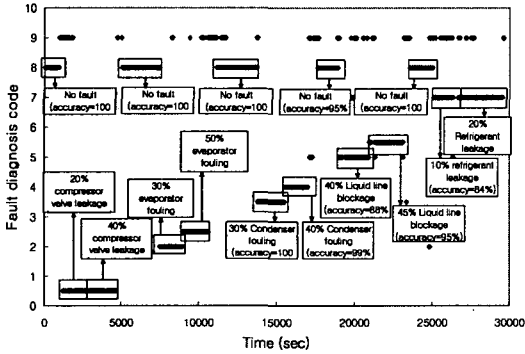 Fault diagnosis code
10
9
8
7
6
5
4
3
2
1
0
No fault
(accuracy=100
No fault
(accuracy=100
No fault
(accuracy=100
No fault
(accuracy=95%
No fault
(accuracy=100
20%
Refrigerant
leakage
50%
evaporator
fouling
20%
compressor
valve leakage
30%
evaporator
fouling
40% Liquid line
blockage
(accuracy=88%
10% refrigerant
leakage
(accuracy=84%)
40%
compressor
valve leakage
30% Condenser
fouling
(accuracy=100
40% Condenser
fouling
(accuracy=99%
45% Liquid line
blockage
(accuracy=95%)
0
5000
10000
15000
20000
25000
30000
Time (sec)